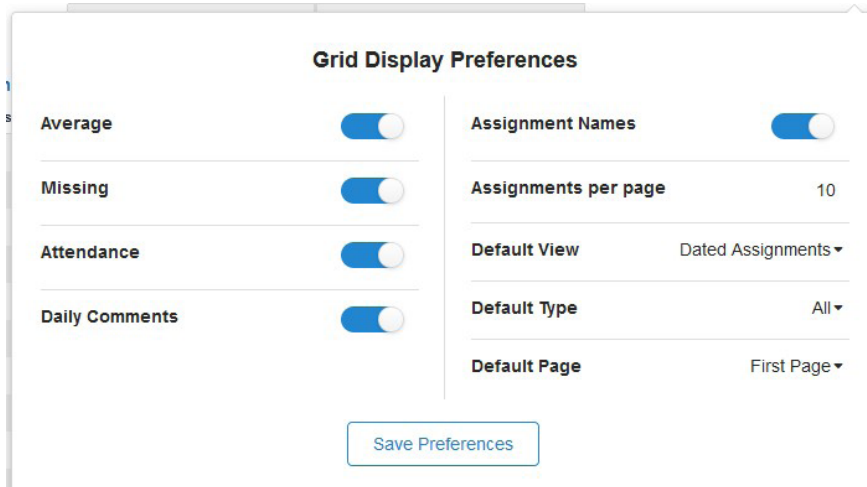 Grid Display Preferences
Average
Missing
Attendance
Daily Comments
Assignment Names
Assignments per page 10
Default View Dated Assignments
Default Type All
Default Page First Page
Save Preferences